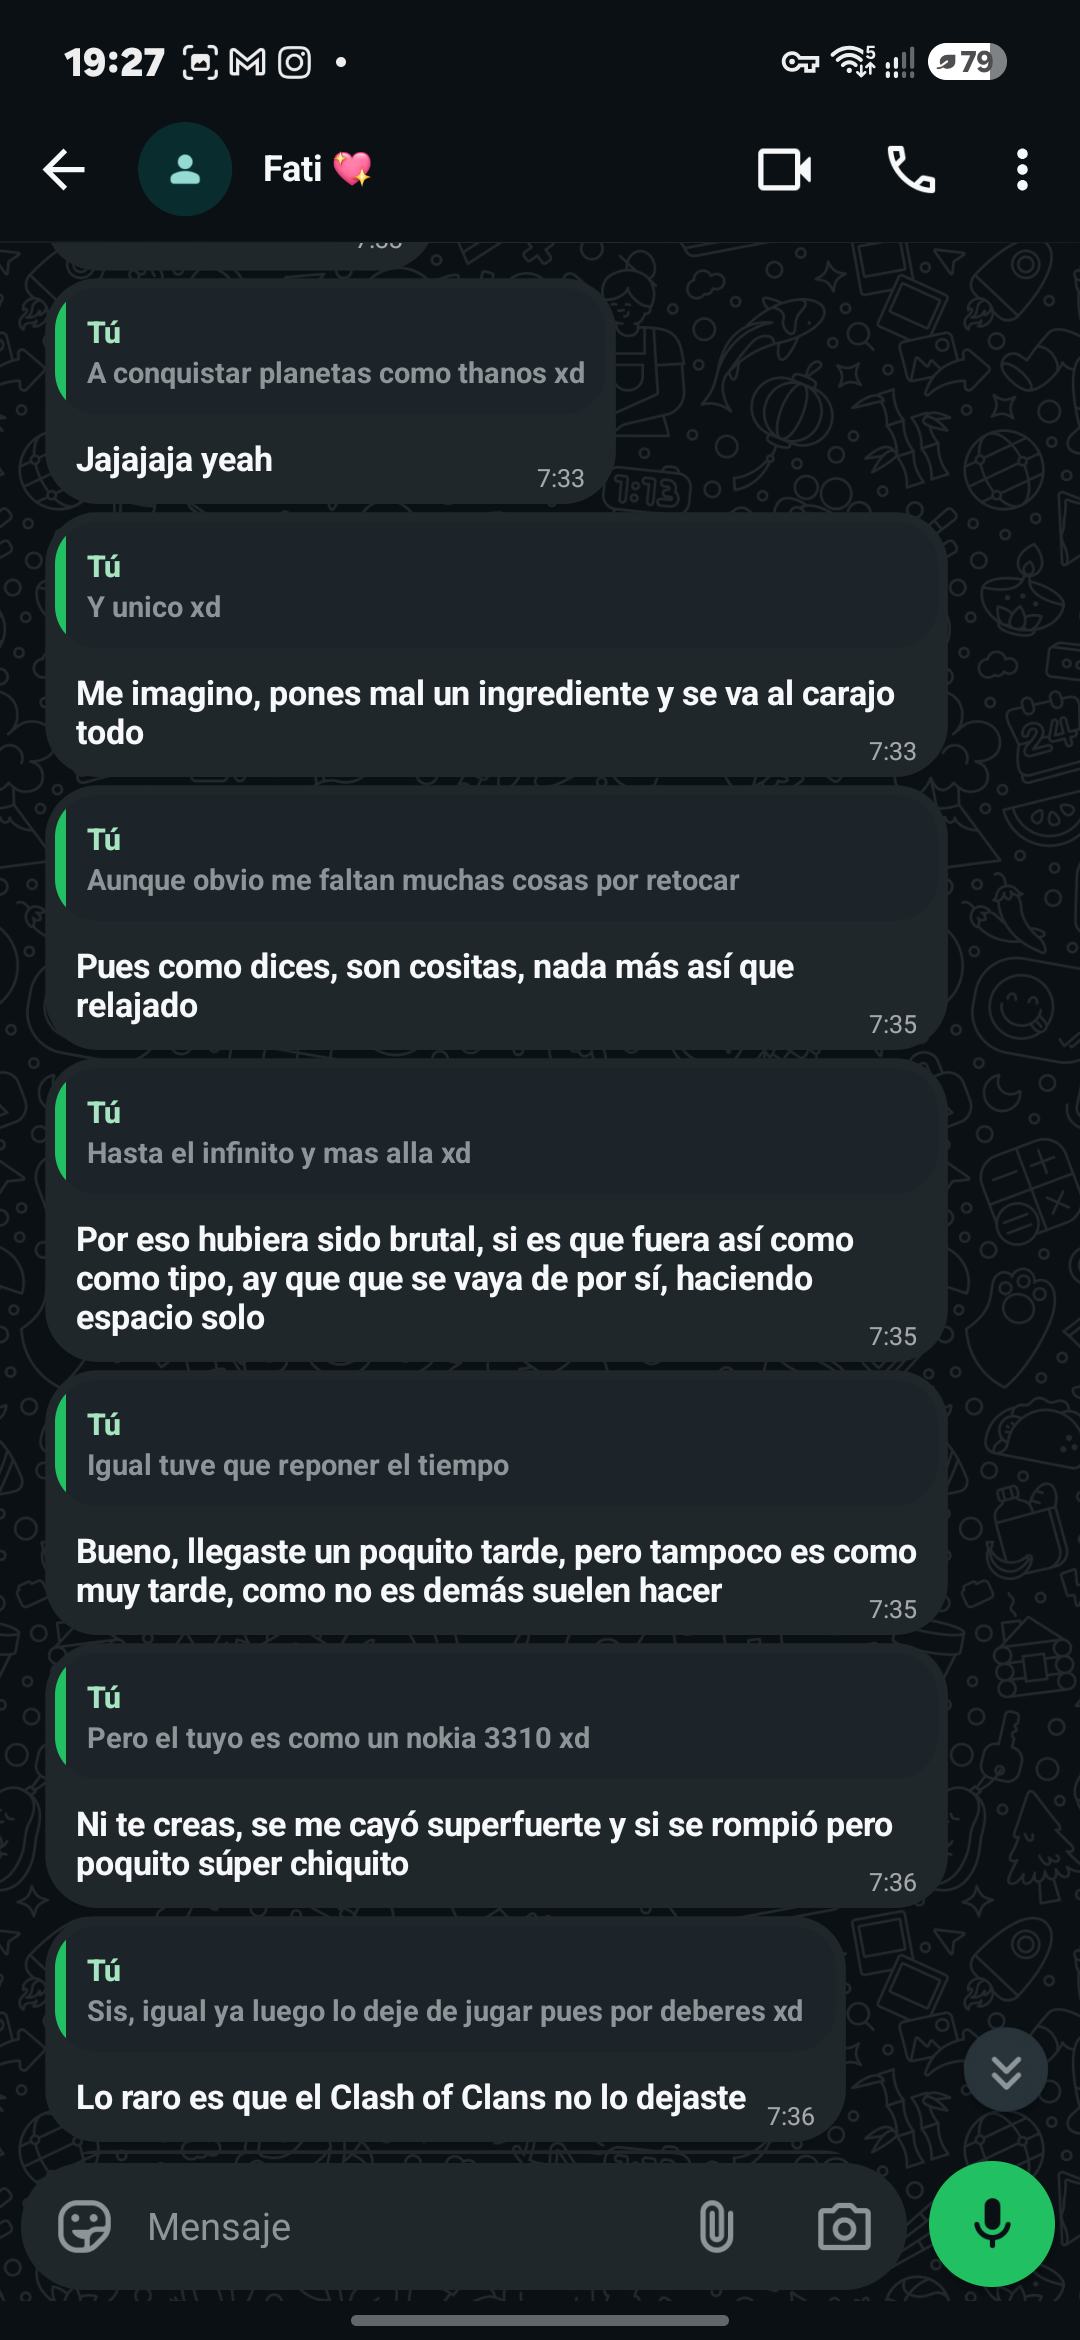 19:27
5
79
Fati
Tú
A conquistar planetas como thanos xd
Jajajaja yeah
7:33
1:13
Tú
Y unico xd
Me imagino, pones mal un ingrediente y se va al carajo
todo
7:33
24
Tú
Aunque obvio me faltan muchas cosas por retocar
Pues como dices, son cositas, nada más así que
relajado
7:35
Tú
Hasta el infinito y mas alla xd
Por eso hubiera sido brutal, si es que fuera así como
como tipo, ay que que se vaya de por sí, haciendo
espacio solo
7:35
Tú
Igual tuve que reponer el tiempo
Bueno, llegaste un poquito tarde, pero tampoco es como
muy tarde, como no es demás suelen hacer
7:35
Tú
Pero el tuyo es como un nokia 3310 xd
Ni te creas, se me cayó superfuerte y si se rompió pero
poquito súper chiquito
7:36
Tú
Sis, igual ya luego lo deje de jugar pues por deberes xd
Lo raro es que el Clash of Clans no lo dejaste
7:36
Mensaje